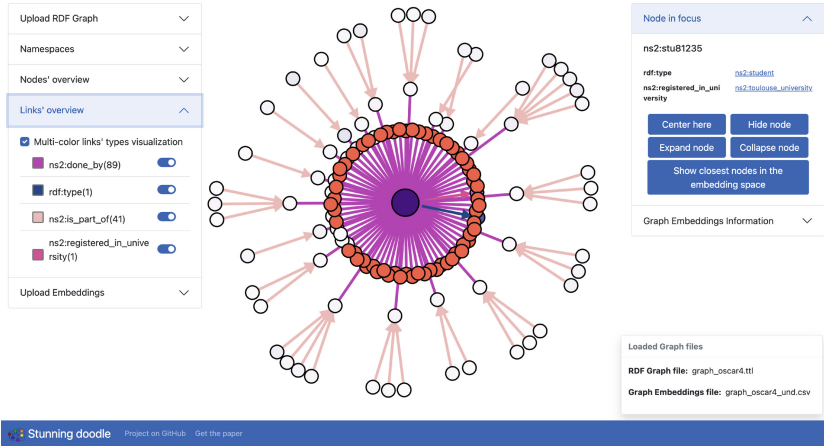 Upload RDF Graph
Namespaces
Nodes' overview
Links' overview
Multi-color links' types visualization
ns2:done_by(89)
rdf:type(1)
ns2:is_part_of(41)
ns2:registered_in_unive
rsity(1)
Upload Embeddings
Node in focus
ns2:stu81235
rdf:type ns2:student
ns2:registered_in_uni ns2:toulouse_university
versity
Center here Hide node
Expand node Collapse node
Show closest nodes in the
embedding space
Graph Embeddings Information
Loaded Graph files
RDF Graph file: graph_oscar4.ttl
Graph Embeddings file: graph_oscar4_und.csv
Stunning doodle Project on GitHub Get the paper